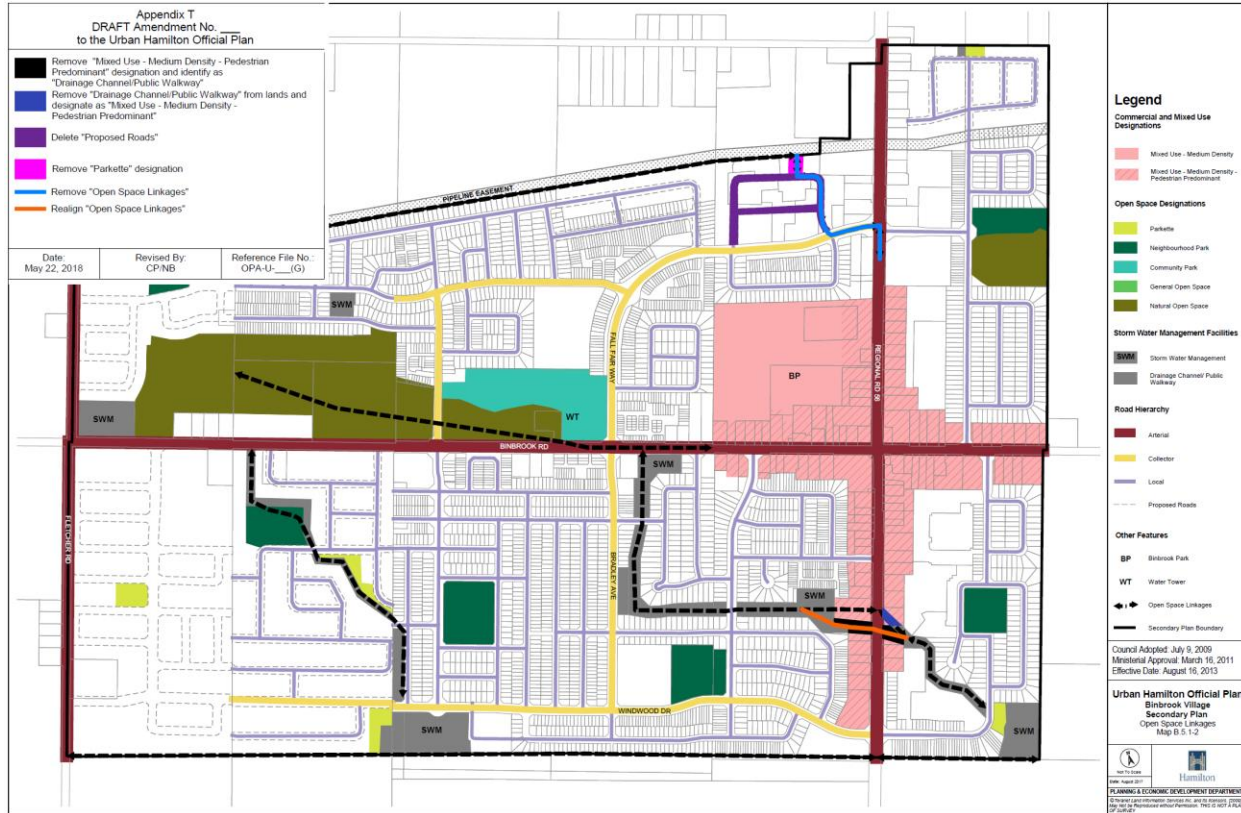 Appendix T
DRAFT Amendment No. ___
to the Urban Hamilton Official Plan
Remove "Mixed Use - Medium Density - Pedestrian
Predominant" designation and identify as
"Drainage Channel/Public Walkway"
Remove "Drainage Channel/Public Walkway" from lands and
designate as "Mixed Use - Medium Density -
Pedestrian Predominant"
Delete "Proposed Roads"
Remove "Parkette" designation
Remove "Open Space Linkages"
Realign "Open Space Linkages"
Date:
May 22, 2018
Revised By:
CP/NB
Reference File No.:
OPA-U-___(G)
PIPELINE EASEMENT
SWM
FALL FAIR WAY
REGIONAL RD 56
BP
WT
SWM
BINBROOK RD
SWM
FLETCHER RD
BRADLEY AVE
SWM
WINDWOOD DR
SWM
SWM
Legend
Commercial and Mixed Use
Designations
Mixed Use - Medium Density
Mixed Use - Medium Density -
Pedestrian Predominant
Open Space Designations
Parkette
Neighbourhood Park
Community Park
General Open Space
Natural Open Space
Storm Water Management Facilities
SWM
Storm Water Management
Drainage Channel/ Public
Walkway
Road Hierarchy
Arterial
Collector
Local
Proposed Roads
Other Features
BP Binbrook Park
WT Water Tower
Open Space Linkages
Secondary Plan Boundary
Council Adopted: July 9, 2009
Ministerial Approval: March 16, 2011
Effective Date: August 16, 2013
Urban Hamilton Official Plan
Binbrook Village
Secondary Plan
Open Space Linkages
Map B.5.1-2
Not To Scale
Date: August 2017
Hamilton
PLANNING & ECONOMIC DEVELOPMENT DEPARTMENT